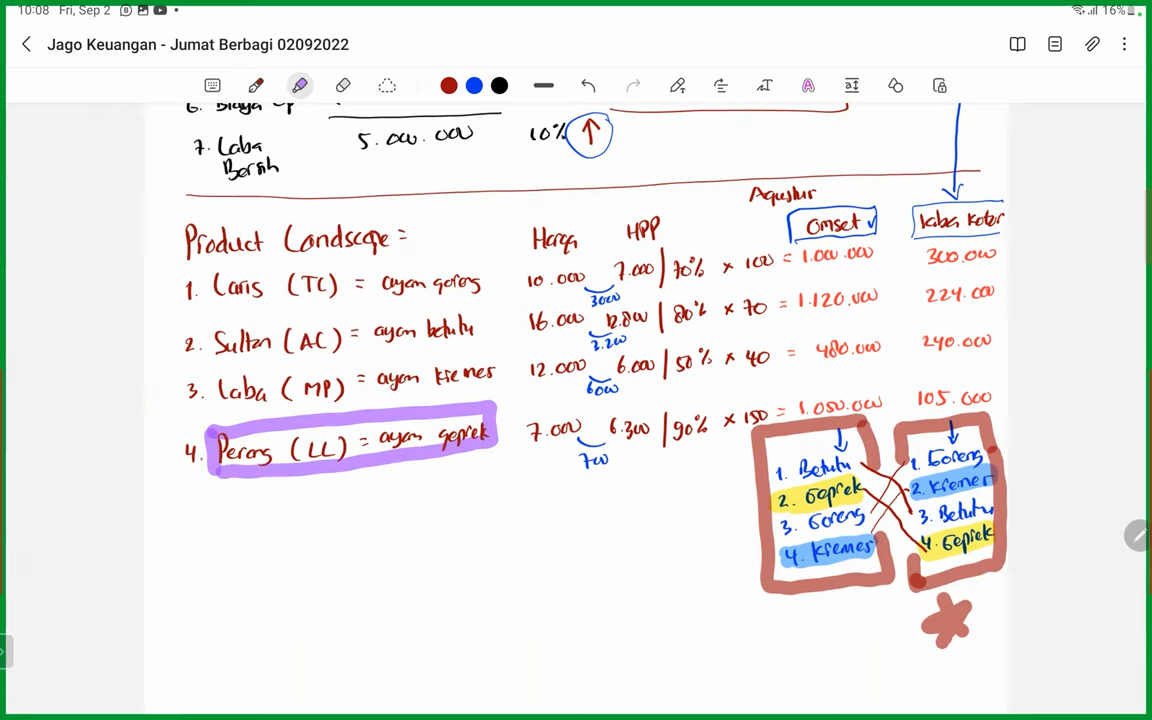 10:08 Fri, Sep 2
16%
Jago Keuangan - Jumat Berbagi 02092022
6. Biaya Op
7. Laba Bersih 5.000.000 10% ↑
Agustus
Product Landscape = Harga HPP Omset ✓ Laba Kotor
1. Laris (TC) = ayam goreng 10.000 7.000 | 70% × 100 = 1.000.000 300.000
3000
2. Sultan (AC) = ayam betutu 16.000 12.800 | 80% × 70 = 1.120.000 224.000
3.200
3. Laba (MP) = ayam kremes 12.000 6.000 | 50% × 40 = 480.000 240.000
6000
4. Perang (LL) = ayam geprek 7.000 6.300 | 90% × 150 = 1.050.000 105.000
700
1. Betutu
2. Geprek
3. Goreng
4. Kremes
1. Goreng
2. Kremes
3. Betutu
4. Geprek